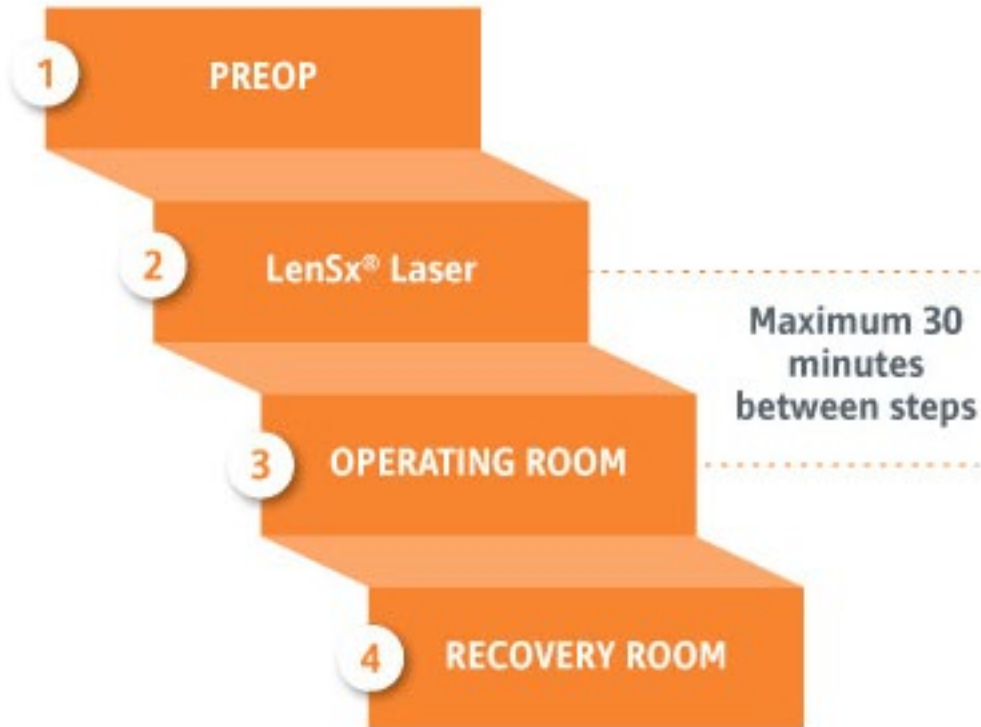 1
PREOP
2
LenSx® Laser
Maximum 30
minutes
between steps
3
OPERATING ROOM
4
RECOVERY ROOM